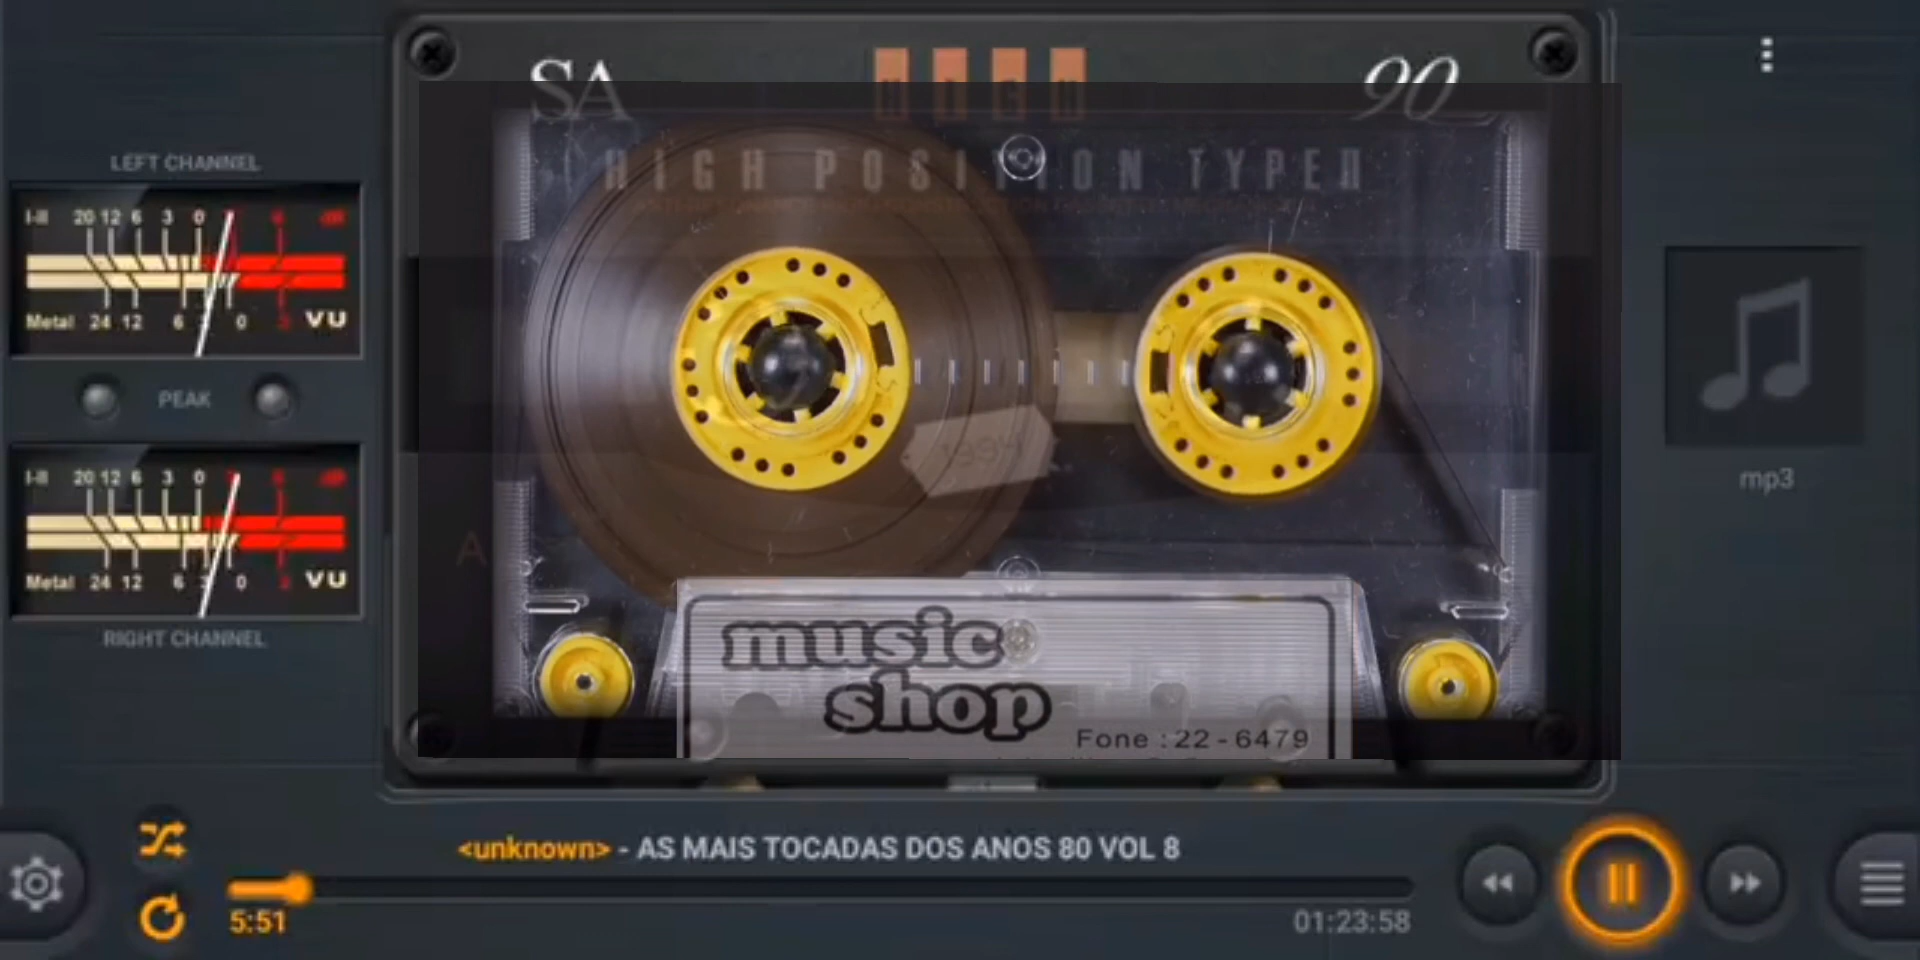 SA
HIGH
90
HIGH POSITION TYPE II
LEFT CHANNEL
I-II 20 12 6 3 0
Metal 24 12 6 3 0 VU
PEAK
I-II 20 12 6 3 0
Metal 24 12 6 3 0 VU
RIGHT CHANNEL
1994
A
mp3
music
shop
Fone : 22-6479
<unknown> - AS MAIS TOCADAS DOS ANOS 80 VOL 8
5:51
01:23:58